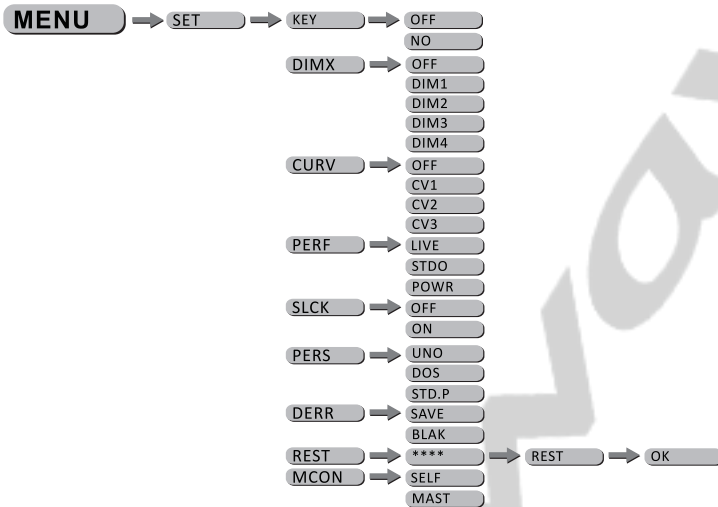 MENU SET KEY OFF
NO
DIMX OFF
DIM1
DIM2
DIM3
DIM4
CURV OFF
CV1
CV2
CV3
PERF LIVE
STDO
POWR
SLCK OFF
ON
PERS UNO
DOS
STD.P
DERR SAVE
BLAK
REST **** REST OK
MCON SELF
MAST